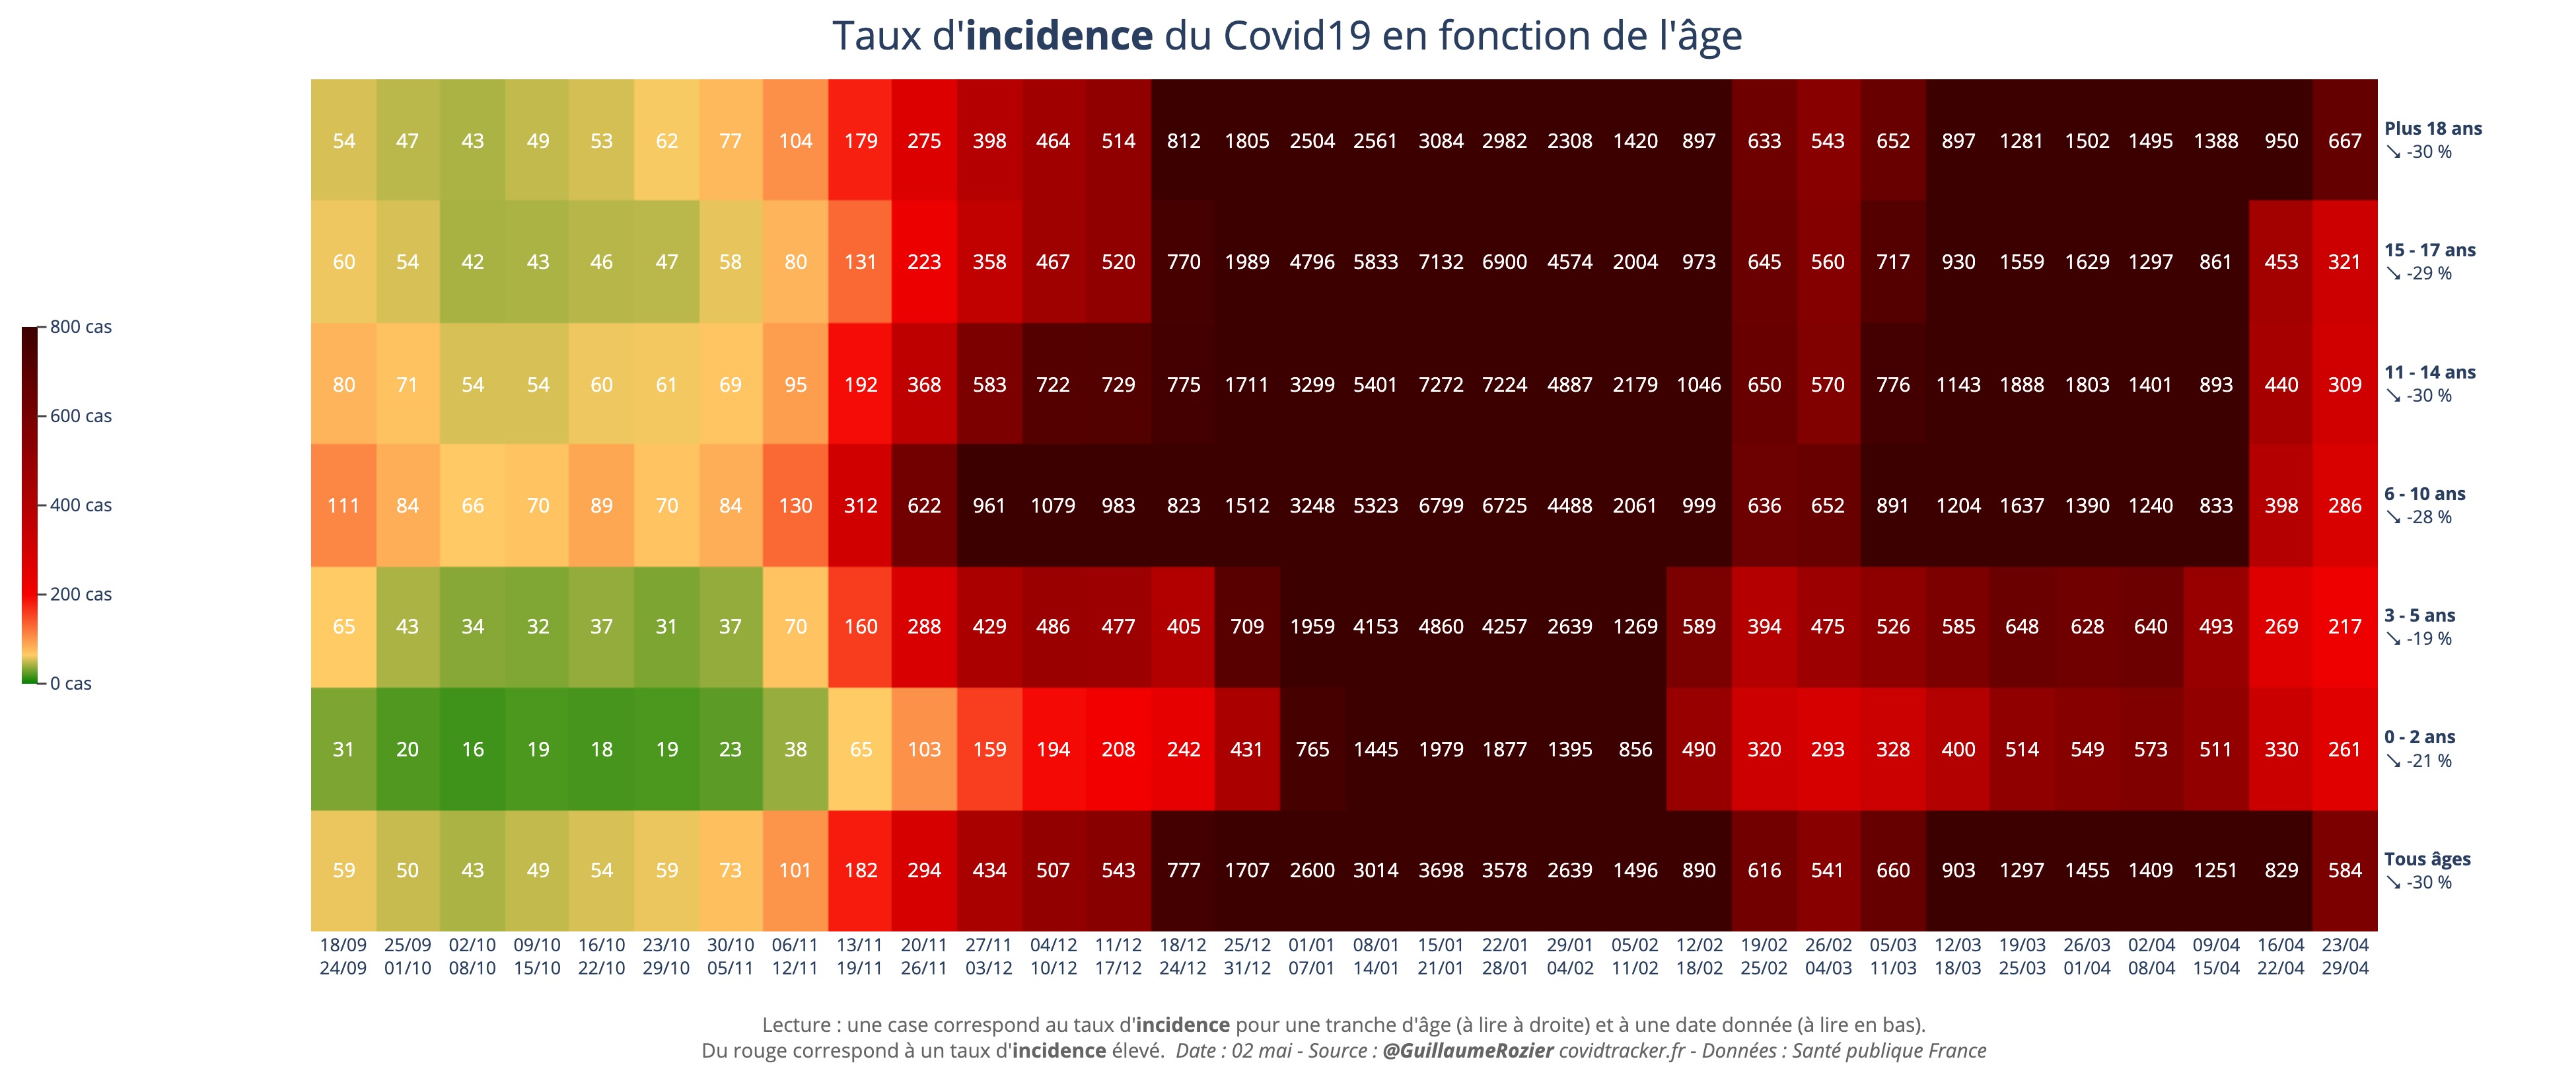 Taux d'incidence du Covid19 en fonction de l'âge
54 47 43 49 53 62 77 104 179 275 398 464 514 812 1805 2504 2561 3084 2982 2308 1420 897 633 543 652 897 1281 1502 1495 1388 950 667
Plus 18 ans
↘ -30 %
60 54 42 43 46 47 58 80 131 223 358 467 520 770 1989 4796 5833 7132 6900 4574 2004 973 645 560 717 930 1559 1629 1297 861 453 321
15 - 17 ans
↘ -29 %
800 cas
80 71 54 54 60 61 69 95 192 368 583 722 729 775 1711 3299 5401 7272 7224 4887 2179 1046 650 570 776 1143 1888 1803 1401 893 440 309
11 - 14 ans
↘ -30 %
600 cas
111 84 66 70 89 70 84 130 312 622 961 1079 983 823 1512 3248 5323 6799 6725 4488 2061 999 636 652 891 1204 1637 1390 1240 833 398 286
6 - 10 ans
↘ -28 %
400 cas
200 cas
65 43 34 32 37 31 37 70 160 288 429 486 477 405 709 1959 4153 4860 4257 2639 1269 589 394 475 526 585 648 628 640 493 269 217
3 - 5 ans
↘ -19 %
0 cas
31 20 16 19 18 19 23 38 65 103 159 194 208 242 431 765 1445 1979 1877 1395 856 490 320 293 328 400 514 549 573 511 330 261
0 - 2 ans
↘ -21 %
59 50 43 49 54 59 73 101 182 294 434 507 543 777 1707 2600 3014 3698 3578 2639 1496 890 616 541 660 903 1297 1455 1409 1251 829 584
Tous âges
↘ -30 %
18/09 25/09 02/10 09/10 16/10 23/10 30/10 06/11 13/11 20/11 27/11 04/12 11/12 18/12 25/12 01/01 08/01 15/01 22/01 29/01 05/02 12/02 19/02 26/02 05/03 12/03 19/03 26/03 02/04 09/04 16/04 23/04
24/09 01/10 08/10 15/10 22/10 29/10 05/11 12/11 19/11 26/11 03/12 10/12 17/12 24/12 31/12 07/01 14/01 21/01 28/01 04/02 11/02 18/02 25/02 04/03 11/03 18/03 25/03 01/04 08/04 15/04 22/04 29/04
Lecture : une case correspond au taux d'incidence pour une tranche d'âge (à lire à droite) et à une date donnée (à lire en bas).
Du rouge correspond à un taux d'incidence élevé. Date : 02 mai - Source : @GuillaumeRozier covidtracker.fr - Données : Santé publique France